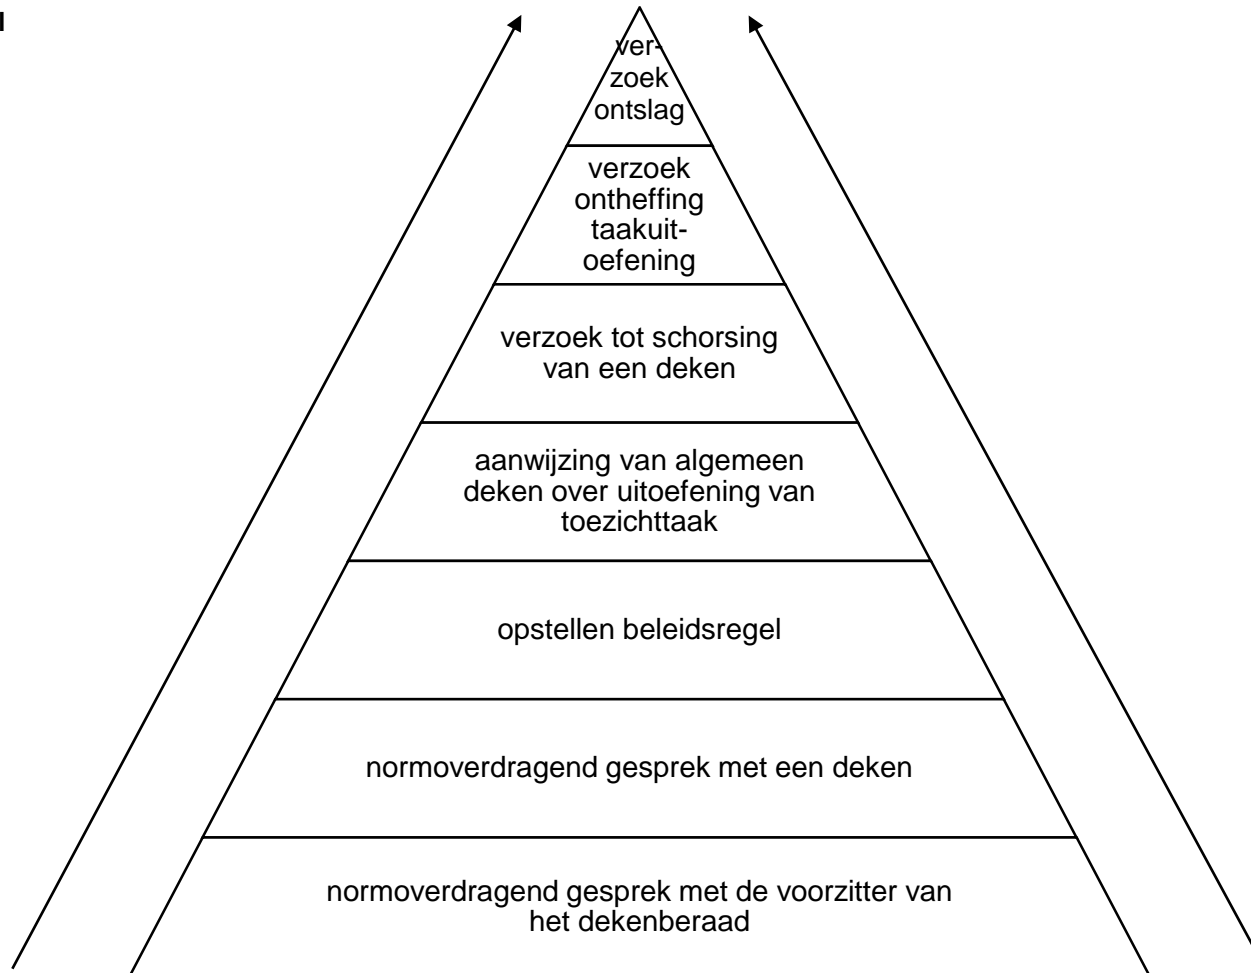 ver-
zoek
ontslag
verzoek
ontheffing
taakuit-
oefening
verzoek tot schorsing
van een deken
aanwijzing van algemeen
deken over uitoefening van
toezichttaak
opstellen beleidsregel
normoverdragend gesprek met een deken
normoverdragend gesprek met de voorzitter van
het dekenberaad